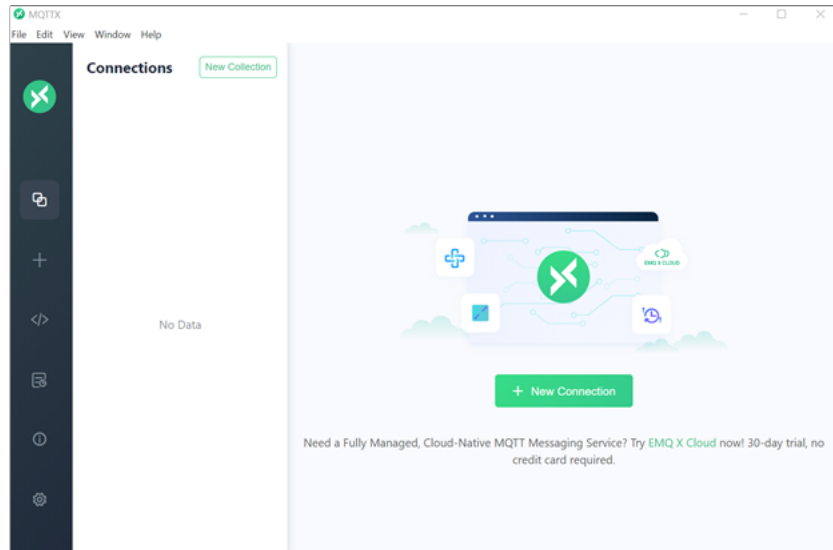 MQTTX
File Edit View Window Help
Connections
New Collection
No Data
EMQ X CLOUD
+ New Connection
Need a Fully Managed, Cloud-Native MQTT Messaging Service? Try EMQ X Cloud now! 30-day trial, no
credit card required.